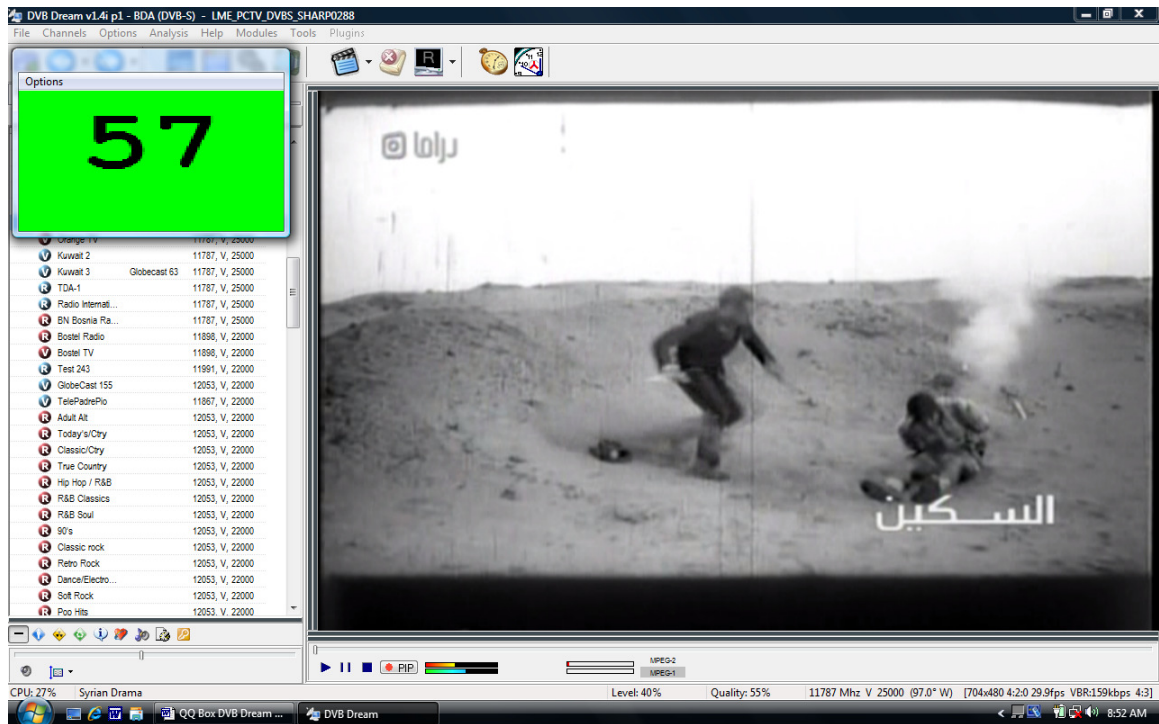 DVB Dream v1.4i p1 - BDA (DVB-S) - LME_PCTV_DVBS_SHARP0288
File Channels Options Analysis Help Modules Tools Plugins
Options
57
دراما
Orange TV 11787, V, 25000
Kuwait 2 11787, V, 25000
Kuwait 3 Globecast 63 11787, V, 25000
TDA-1 11787, V, 25000
Radio Internati... 11787, V, 25000
BN Bosnia Ra... 11787, V, 25000
Bostel Radio 11898, V, 22000
Bostel TV 11898, V, 22000
Test 243 11991, V, 22000
GlobeCast 155 12053, V, 22000
TelePadrePio 11867, V, 22000
Adult Alt 12053, V, 22000
Today's/Ctry 12053, V, 22000
Classic/Ctry 12053, V, 22000
True Country 12053, V, 22000
Hip Hop / R&B 12053, V, 22000
R&B Classics 12053, V, 22000
R&B Soul 12053, V, 22000
90's 12053, V, 22000
Classic rock 12053, V, 22000
Retro Rock 12053, V, 22000
Dance/Electro... 12053, V, 22000
Soft Rock 12053, V, 22000
Pop Hits 12053, V, 22000
السكين
PIP
MPEG-2
MPEG-1
CPU: 27% Syrian Drama Level: 40% Quality: 55% 11787 Mhz V 25000 (97.0° W) [704x480 4:2:0 29.9fps VBR:159kbps 4:3]
QQ Box DVB Dream ... DVB Dream 8:52 AM